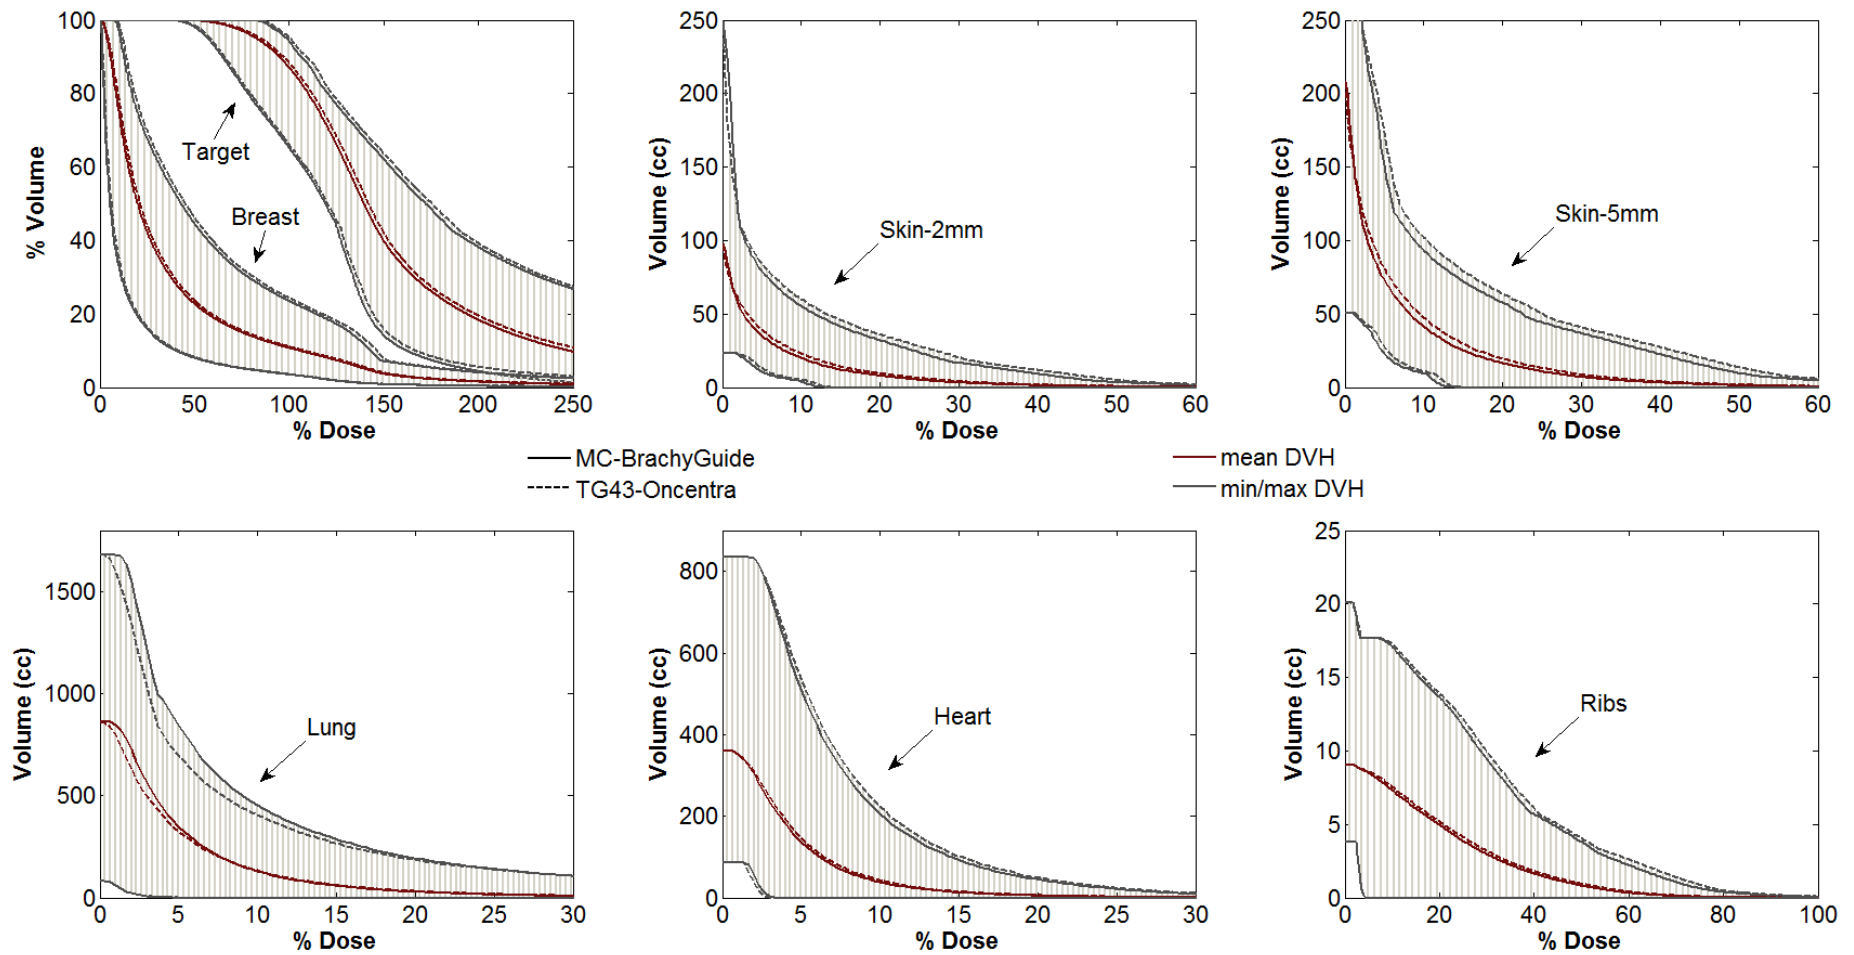 % Volume
100
80
60
40
20
0
0 50 100 150 200 250
% Dose
Target
Breast
Volume (cc)
250
200
150
100
50
0
0 10 20 30 40 50 60
% Dose
Skin-2mm
Volume (cc)
250
200
150
100
50
0
0 10 20 30 40 50 60
% Dose
Skin-5mm
MC-BrachyGuide
TG43-Oncentra
mean DVH
min/max DVH
Volume (cc)
1500
1000
500
0
0 5 10 15 20 25 30
% Dose
Lung
Volume (cc)
800
600
400
200
0
0 5 10 15 20 25 30
% Dose
Heart
Volume (cc)
25
20
15
10
5
0
0 20 40 60 80 100
% Dose
Ribs